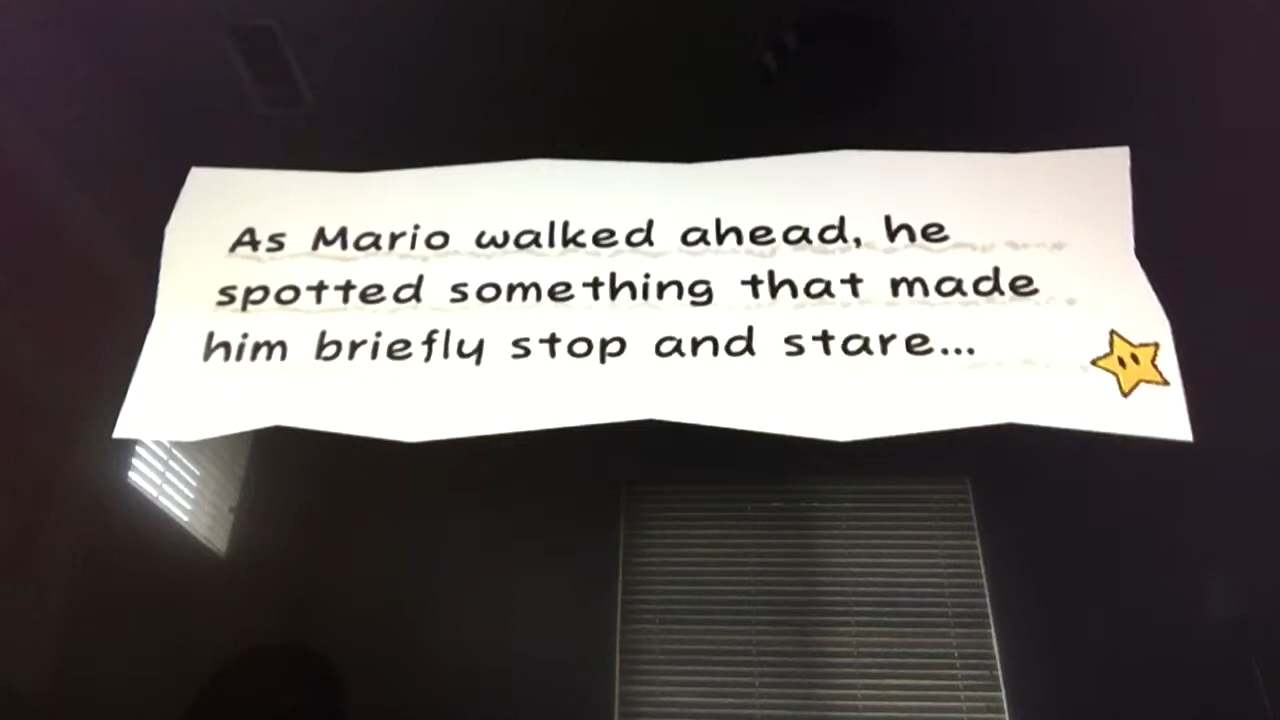 As Mario walked ahead, he
spotted something that made
him briefly stop and stare...